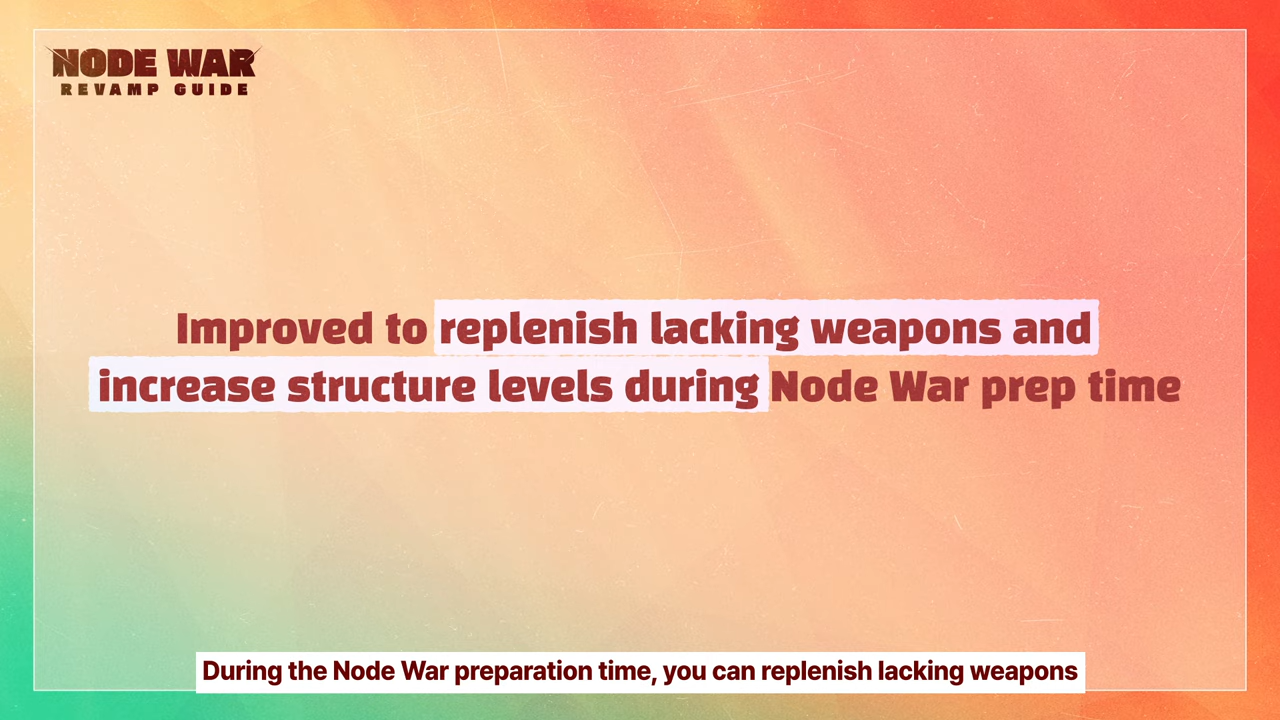 NODE WAR
REVAMP GUIDE
Improved to replenish lacking weapons and
increase structure levels during Node War prep time
During the Node War preparation time, you can replenish lacking weapons